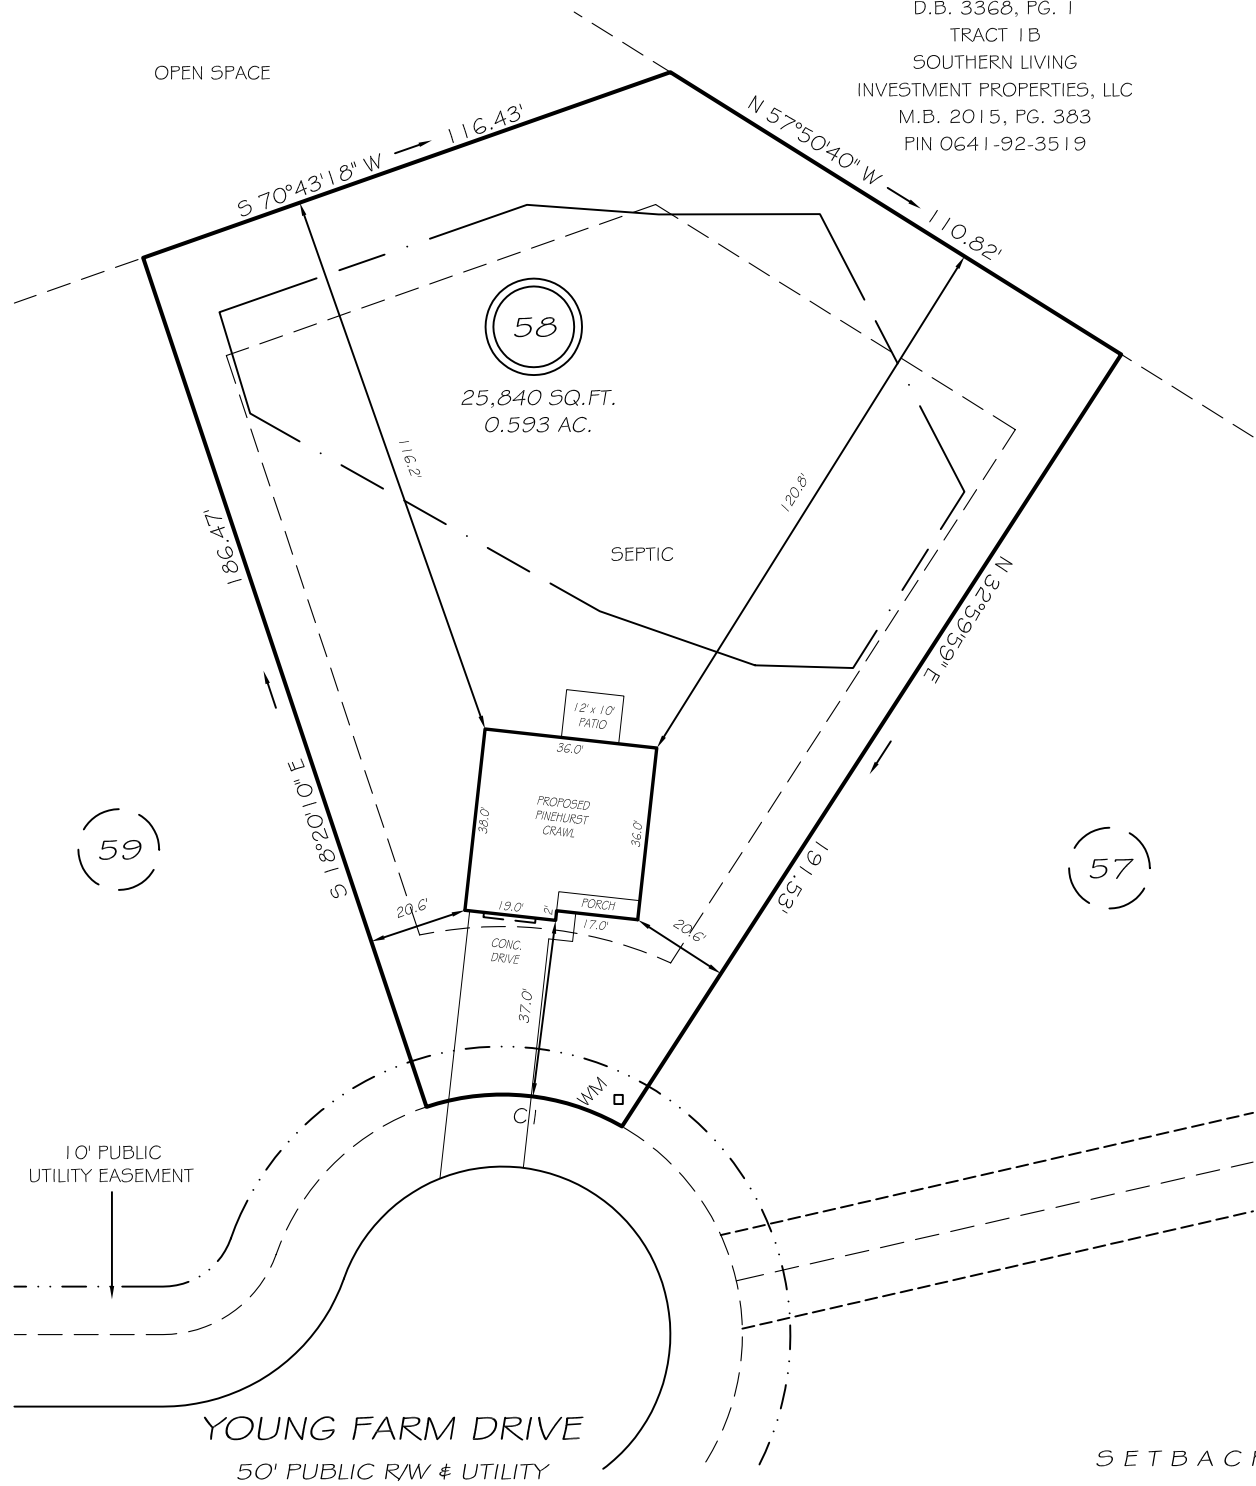 D.B. 3368, PG. 1
TRACT 1B
SOUTHERN LIVING
INVESTMENT PROPERTIES, LLC
M.B. 2015, PG. 383
PIN 0641-92-3519
OPEN SPACE
S 70°43'18" W
116.43'
N 57°50'40" W
110.82'
58
25,840 SQ.FT.
0.593 AC.
116.2'
120.8'
186.47'
SEPTIC
N 32°59'59" E
12' x 10'
PATIO
36.0'
S 18°20'10" E
PROPOSED
PINEHURST
CRAWL
38.0'
36.0'
59
57
191.53'
20.6'
19.0'
2'
PORCH
17.0'
20.6'
CONC.
DRIVE
37.0'
WM
C1
10' PUBLIC
UTILITY EASEMENT
YOUNG FARM DRIVE
50' PUBLIC R/W & UTILITY
SETBAC